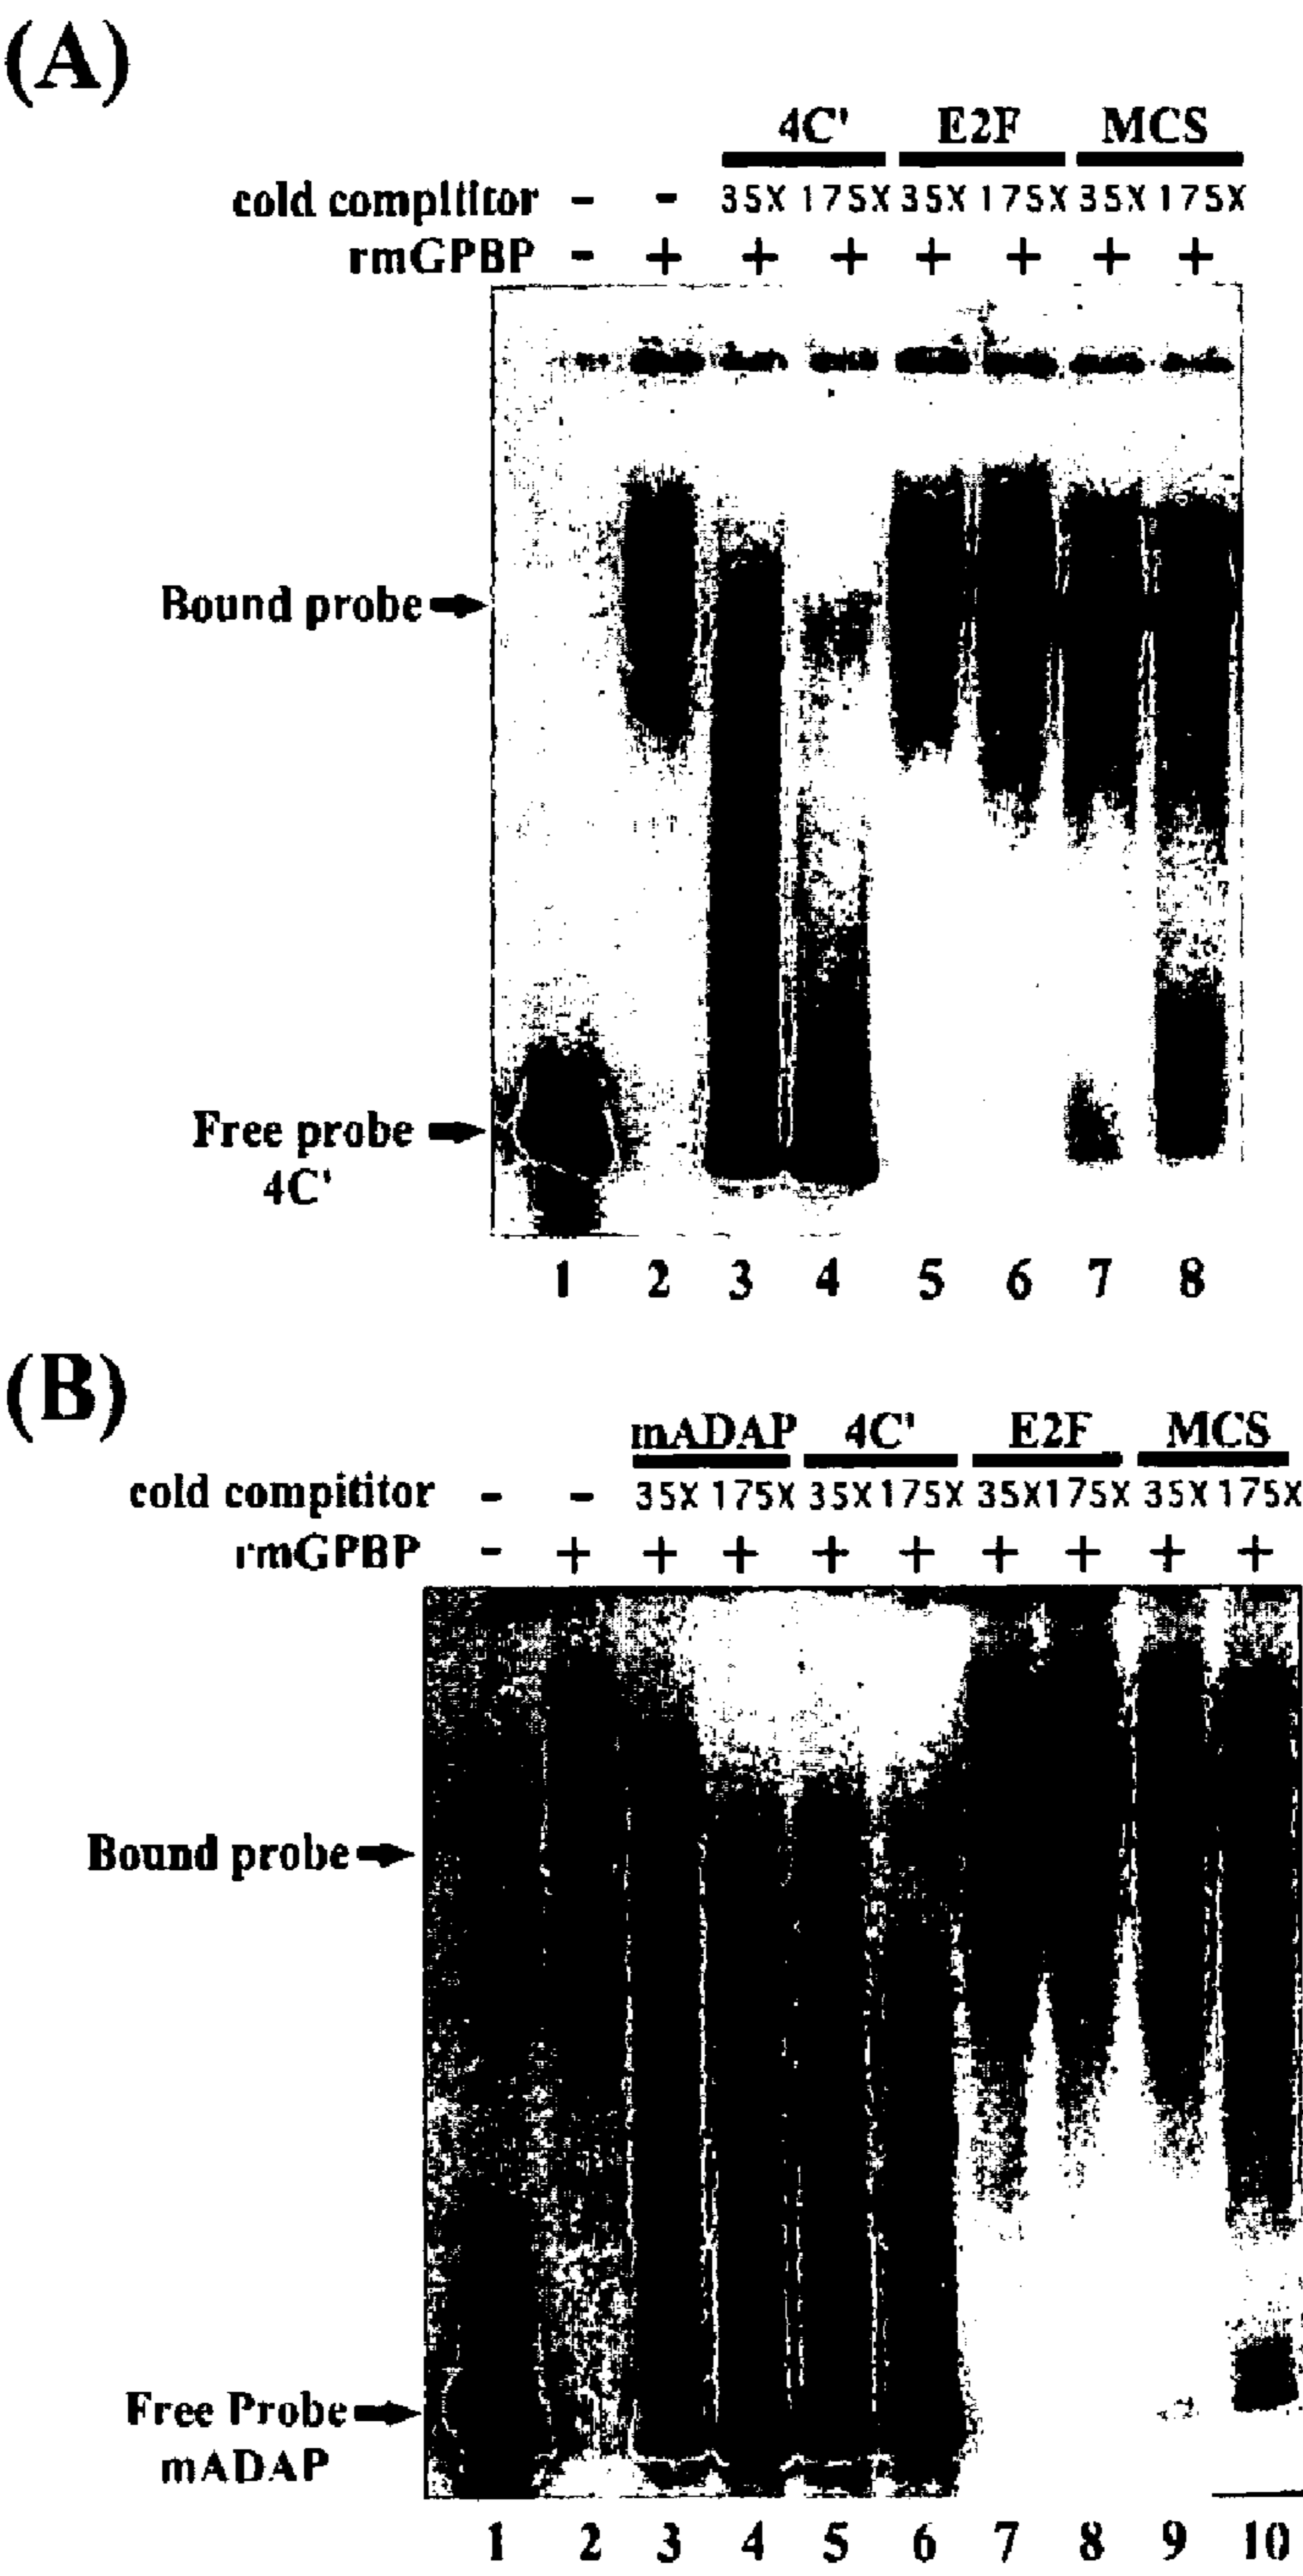 (A)
4C' E2F MCS
cold compititor - - 35X 175X 35X 175X 35X 175X
rmGPBP - + + + + + + +
Bound probe
Free probe
4C'
1 2 3 4 5 6 7 8
(B)
mADAP 4C' E2F MCS
cold compititor - - 35X 175X 35X 175X 35X 175X 35X 175X
rmGPBP - + + + + + + + + +
Bound probe
Free Probe
mADAP
1 2 3 4 5 6 7 8 9 10